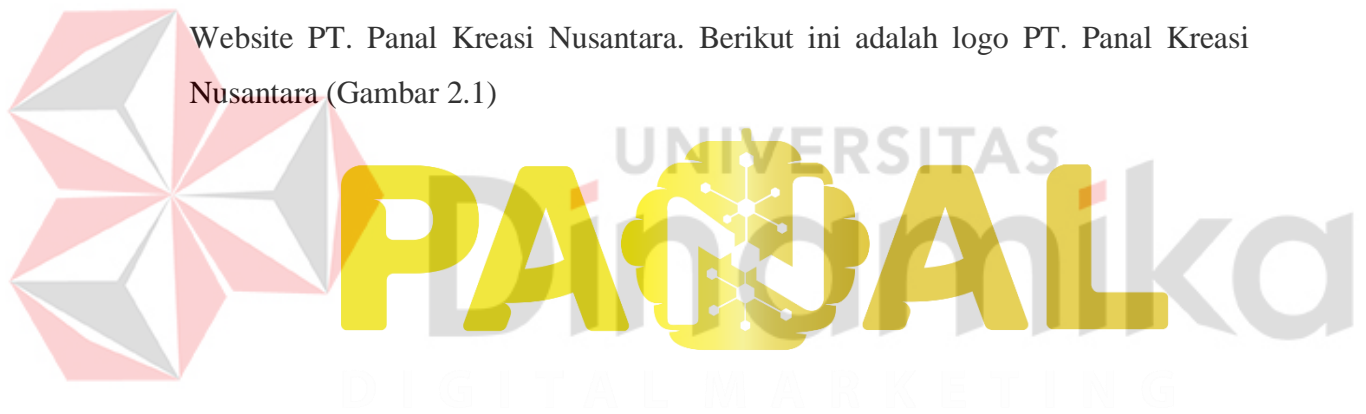 Website PT. Panal Kreasi Nusantara. Berikut ini adalah logo PT. Panal Kreasi
Nusantara (Gambar 2.1)
UNIVERSITAS
Dinamika
PANAL
DIGITAL MARKETING